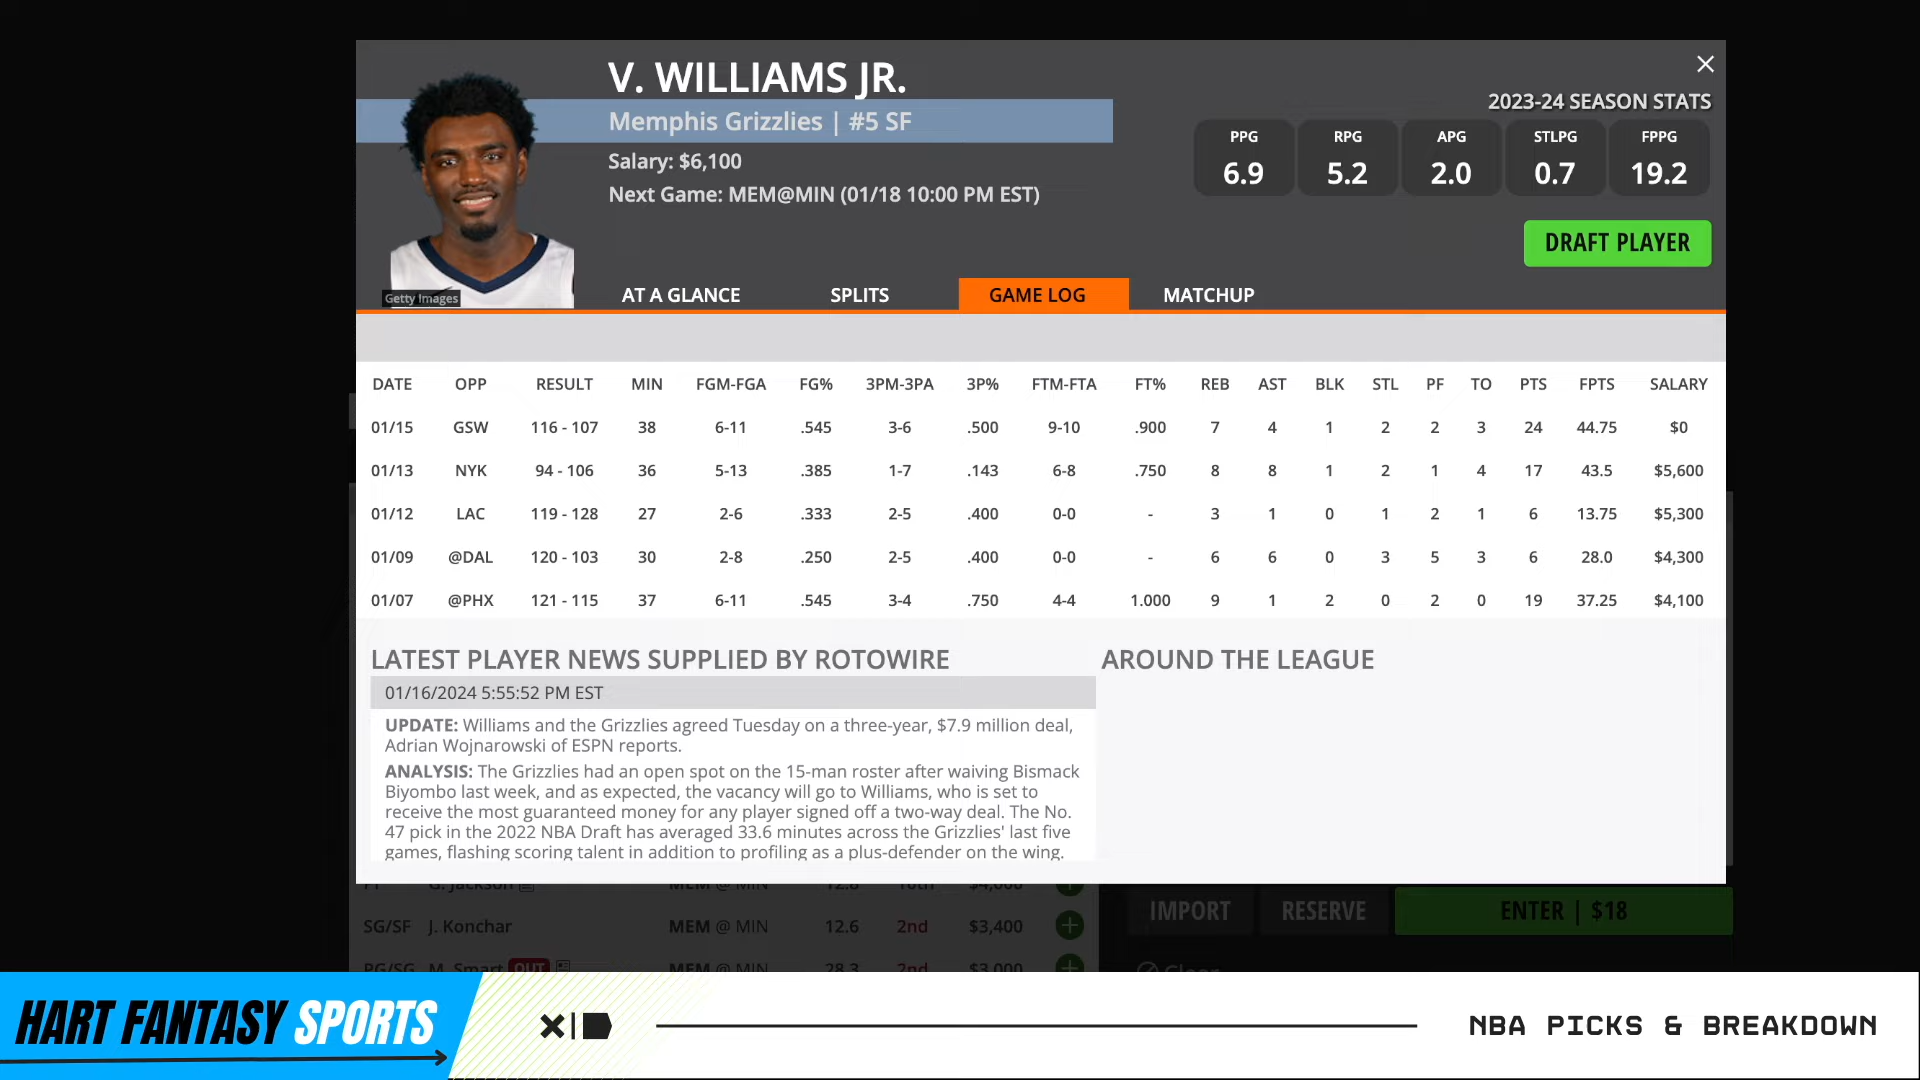 V. WILLIAMS JR.
Memphis Grizzlies | #5 SF
Salary: $6,100
Next Game: MEM@MIN (01/18 10:00 PM EST)
2023-24 SEASON STATS
PPG RPG APG STLPG FPPG
6.9 5.2 2.0 0.7 19.2
DRAFT PLAYER
Getty Images
AT A GLANCE SPLITS GAME LOG MATCHUP
DATE OPP RESULT MIN FGM-FGA FG% 3PM-3PA 3P% FTM-FTA FT% REB AST BLK STL PF TO PTS FPTS SALARY
01/15 GSW 116 - 107 38 6-11 .545 3-6 .500 9-10 .900 7 4 1 2 2 3 24 44.75 $0
01/13 NYK 94 - 106 36 5-13 .385 1-7 .143 6-8 .750 8 8 1 2 1 4 17 43.5 $5,600
01/12 LAC 119 - 128 27 2-6 .333 2-5 .400 0-0 - 3 1 0 1 2 1 6 13.75 $5,300
01/09 @DAL 120 - 103 30 2-8 .250 2-5 .400 0-0 - 6 6 0 3 5 3 6 28.0 $4,300
01/07 @PHX 121 - 115 37 6-11 .545 3-4 .750 4-4 1.000 9 1 2 0 2 0 19 37.25 $4,100
LATEST PLAYER NEWS SUPPLIED BY ROTOWIRE
AROUND THE LEAGUE
01/16/2024 5:55:52 PM EST
UPDATE: Williams and the Grizzlies agreed Tuesday on a three-year, $7.9 million deal,
Adrian Wojnarowski of ESPN reports.
ANALYSIS: The Grizzlies had an open spot on the 15-man roster after waiving Bismack
Biyombo last week, and as expected, the vacancy will go to Williams, who is set to
receive the most guaranteed money for any player signed off a two-way deal. The No.
47 pick in the 2022 NBA Draft has averaged 33.6 minutes across the Grizzlies' last five
games, flashing scoring talent in addition to profiling as a plus-defender on the wing.
G. Jackson MEM @ MIN 12.8
SG/SF J. Konchar MEM @ MIN 12.6 2nd $3,400
PG/SG M. Smart OUT MEM @ MIN 28.3 2nd $3,000
IMPORT RESERVE ENTER | $18
Clear
HART FANTASY SPORTS
NBA PICKS & BREAKDOWN